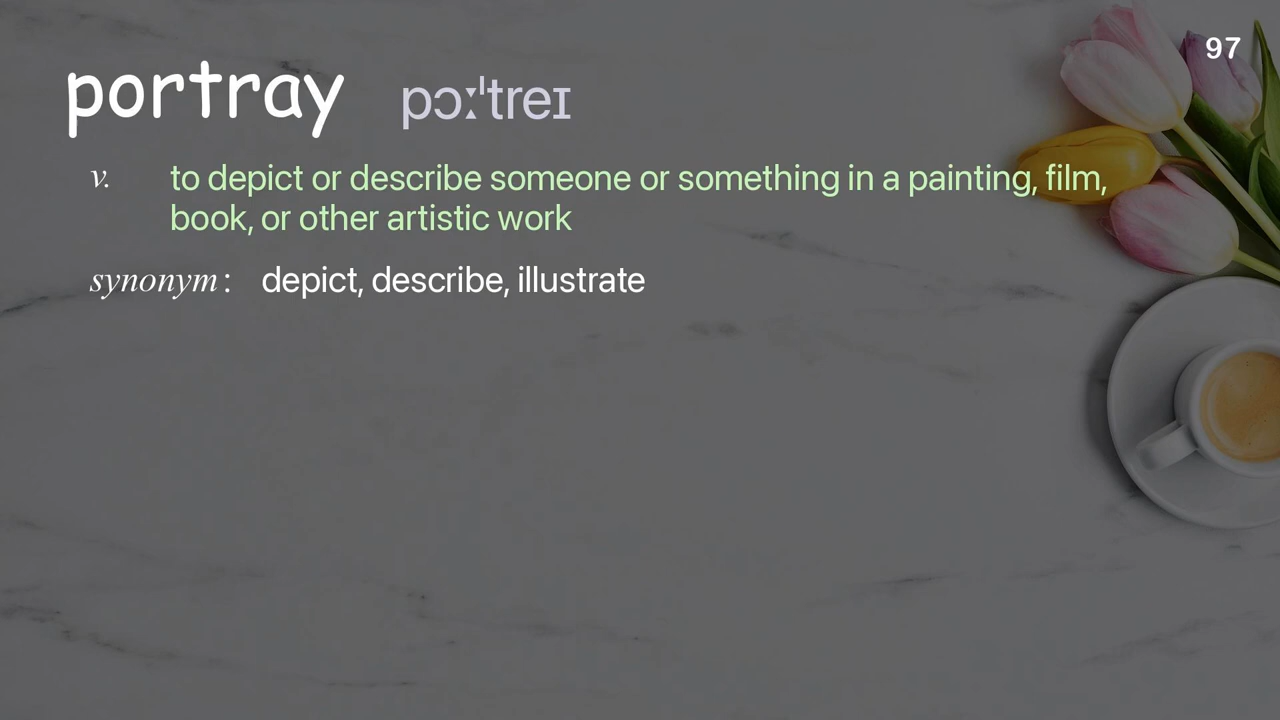 97
portray pɔːˈtreɪ
v. to depict or describe someone or something in a painting, film,
book, or other artistic work
synonym: depict, describe, illustrate